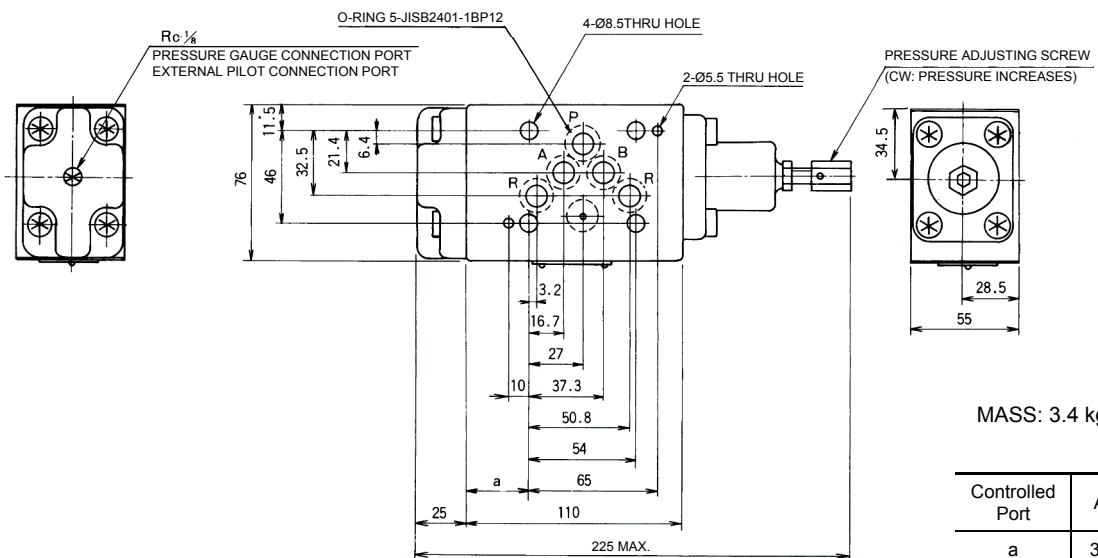 O-RING 5-JISB2401-1BP12
4-Ø8.5THRU HOLE
Rc 1/8
PRESSURE GAUGE CONNECTION PORT
EXTERNAL PILOT CONNECTION PORT
2-Ø5.5 THRU HOLE
PRESSURE ADJUSTING SCREW
(CW: PRESSURE INCREASES)
P
A
B
R
R
76
11.5
46
32.5
21.4
6.4
34.5
3.2
16.7
27
10
37.3
50.8
54
a
65
25
110
225 MAX.
28.5
55
MASS: 3.4 kg
Controlled
Port
A
a
3